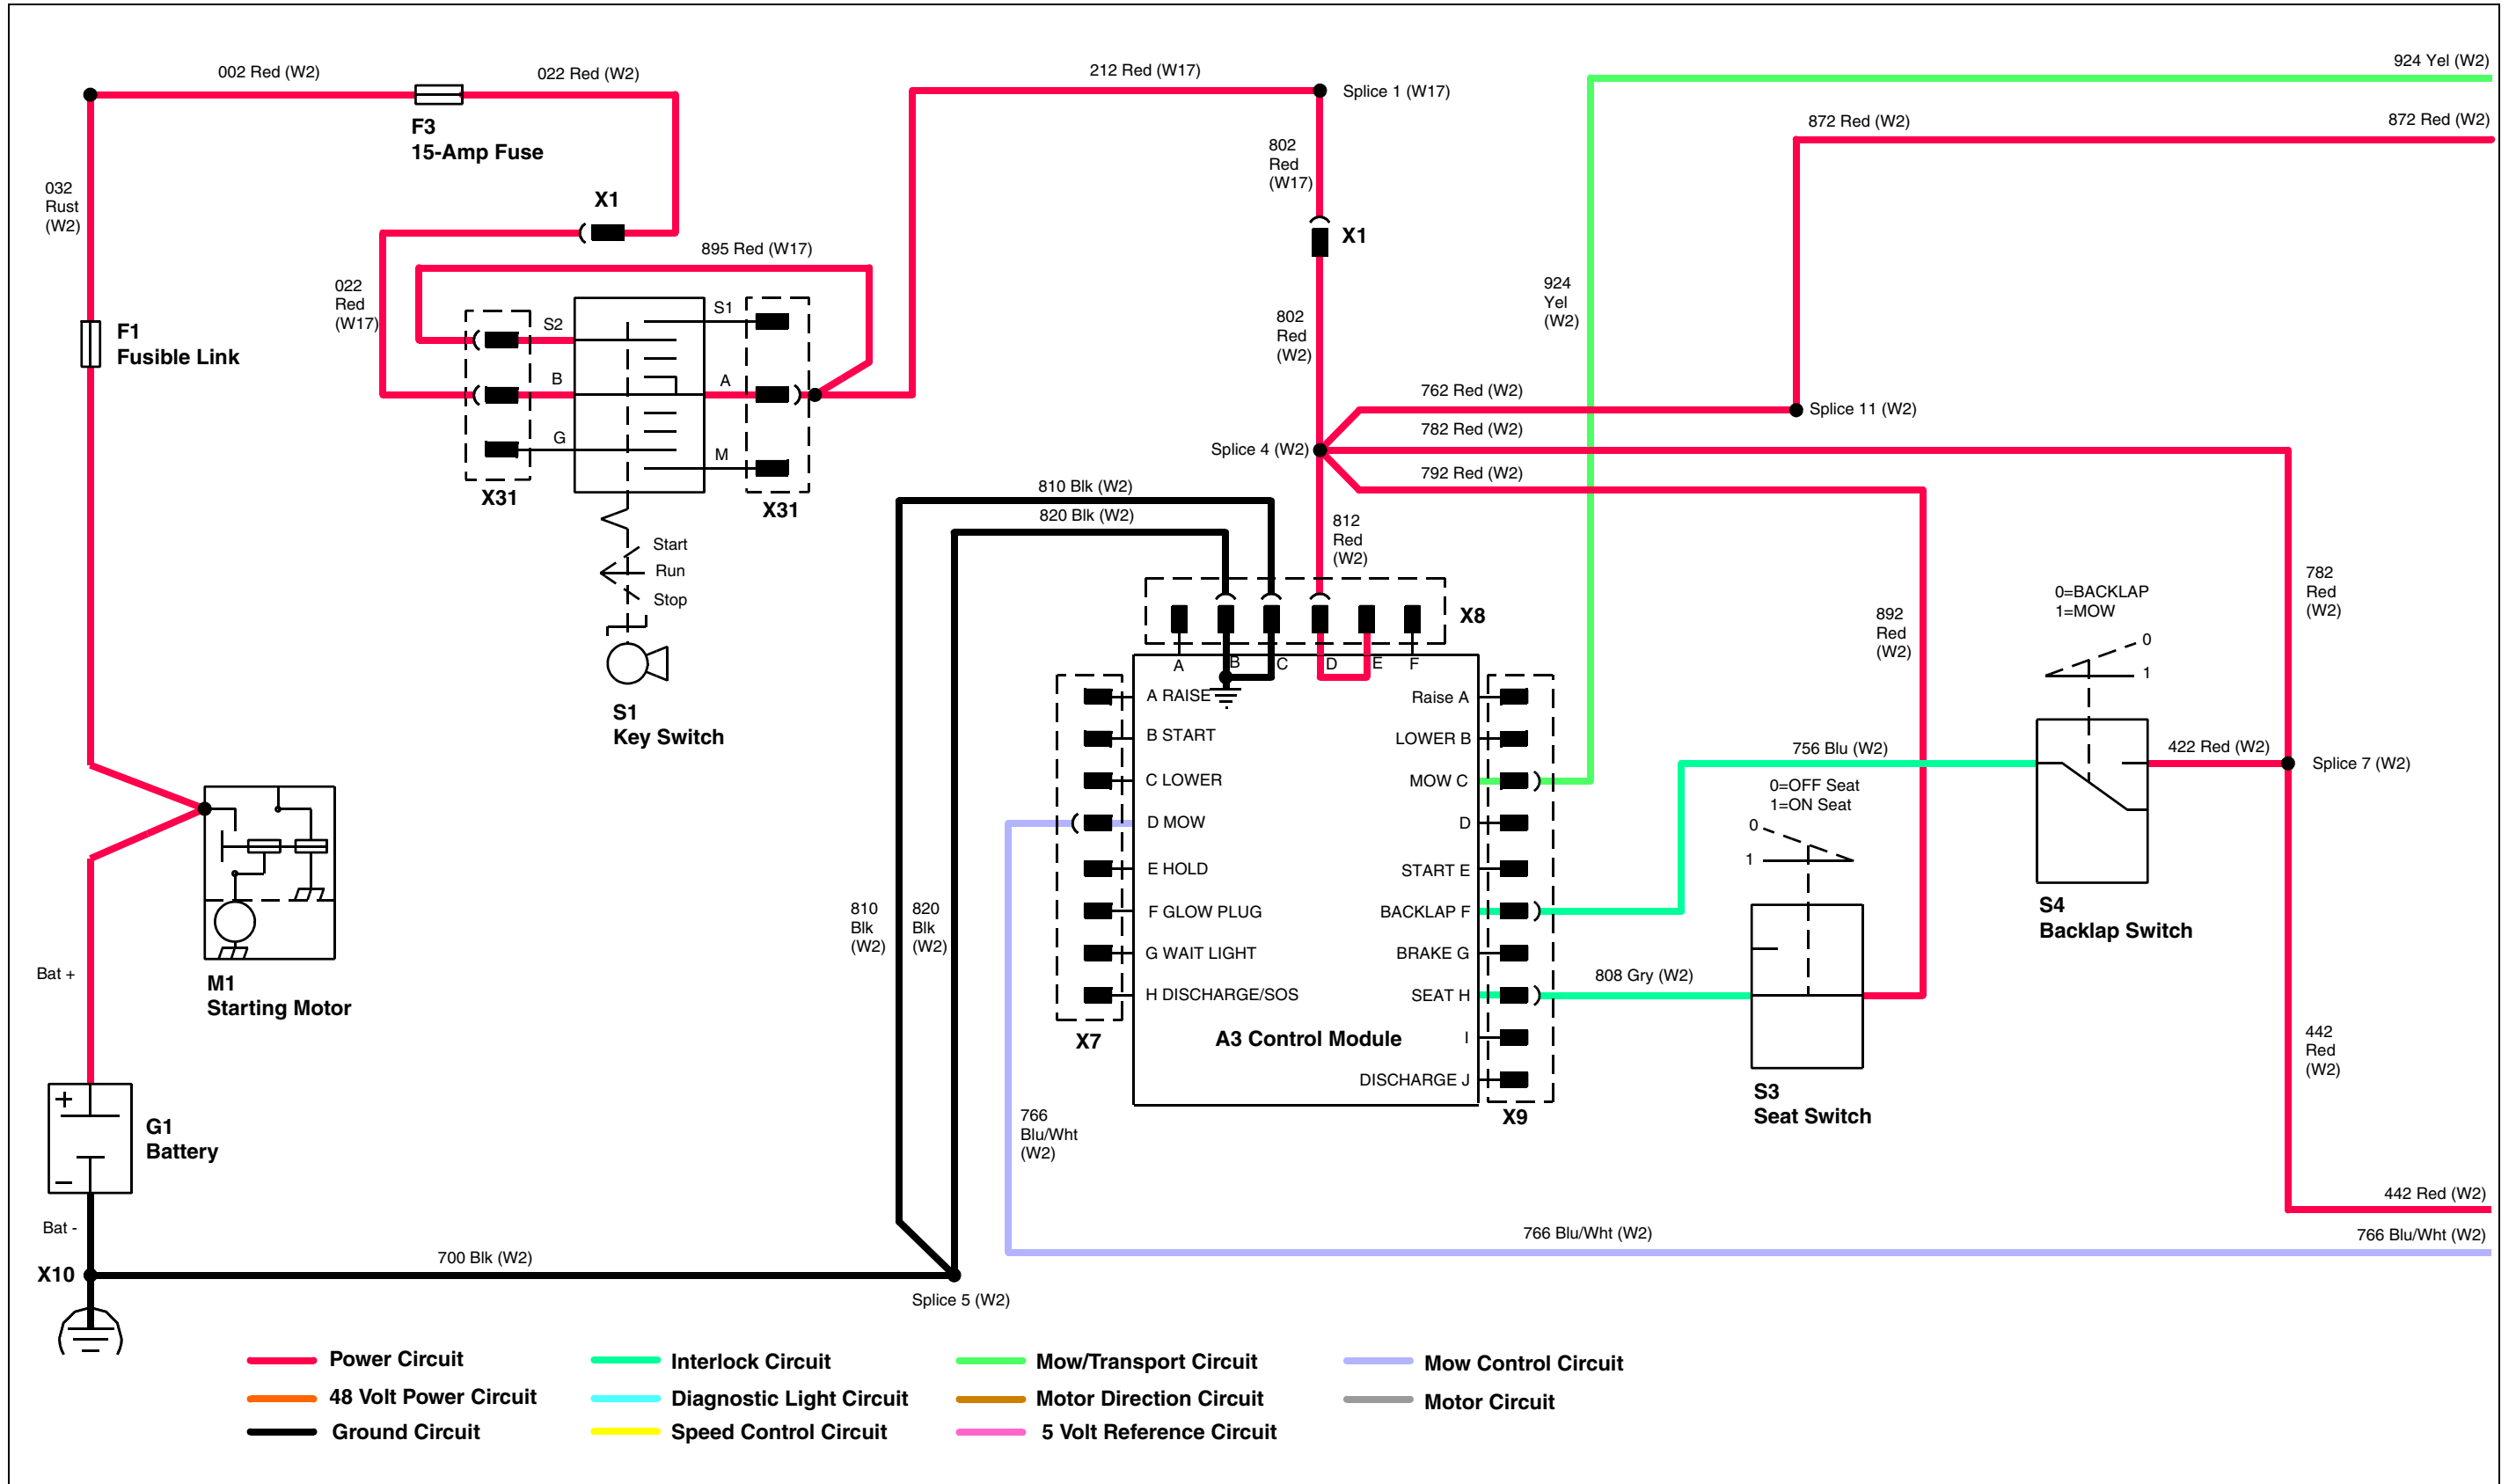 002 Red (W2)
022 Red (W2)
212 Red (W17)
Splice 1 (W17)
924 Yel (W2)
872 Red (W2)
872 Red (W2)
F3
15-Amp Fuse
032
Rust
(W2)
X1
802
Red
(W17)
X1
895 Red (W17)
022
Red
(W17)
F1
Fusible Link
S2
B
G
S1
A
M
X31
X31
802
Red
(W2)
924
Yel
(W2)
762 Red (W2)
Splice 11 (W2)
782 Red (W2)
Splice 4 (W2)
792 Red (W2)
810 Blk (W2)
820 Blk (W2)
812
Red
(W2)
Start
Run
Stop
S1
Key Switch
X8
A
B
C
D
E
F
892
Red
(W2)
0=BACKLAP
1=MOW
0
1
782
Red
(W2)
A RAISE
B START
C LOWER
D MOW
E HOLD
F GLOW PLUG
G WAIT LIGHT
H DISCHARGE/SOS
Raise A
LOWER B
MOW C
D
START E
BACKLAP F
BRAKE G
SEAT H
I
DISCHARGE J
A3 Control Module
X7
X9
756 Blu (W2)
422 Red (W2)
Splice 7 (W2)
0=OFF Seat
1=ON Seat
0
1
S4
Backlap Switch
808 Gry (W2)
S3
Seat Switch
810
Blk
(W2)
820
Blk
(W2)
M1
Starting Motor
Bat +
+
–
G1
Battery
Bat -
X10
700 Blk (W2)
Splice 5 (W2)
766
Blu/Wht
(W2)
442
Red
(W2)
442 Red (W2)
766 Blu/Wht (W2)
766 Blu/Wht (W2)
Power Circuit
Interlock Circuit
Mow/Transport Circuit
Mow Control Circuit
48 Volt Power Circuit
Diagnostic Light Circuit
Motor Direction Circuit
Motor Circuit
Ground Circuit
Speed Control Circuit
5 Volt Reference Circuit